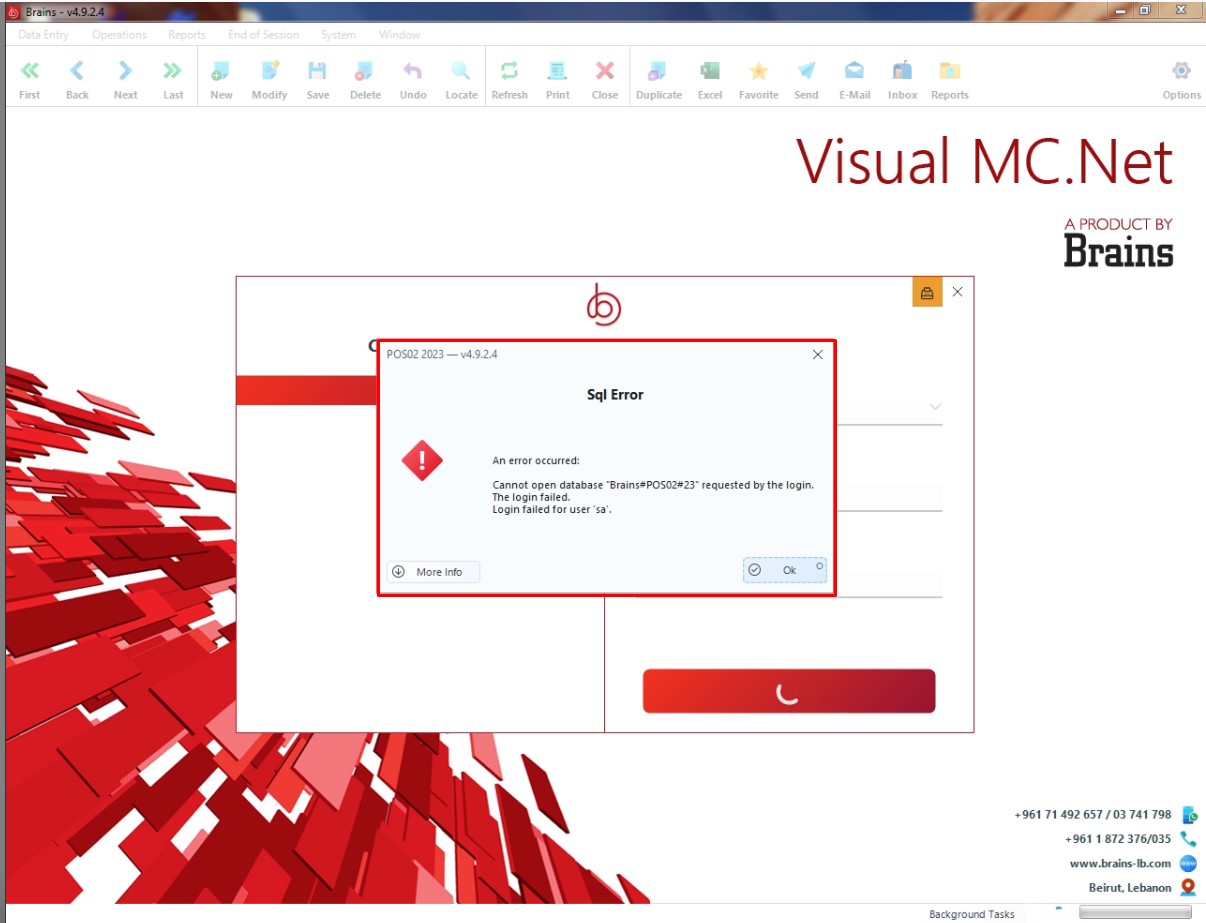 Brains - v4.9.2.4
Data Entry Operations Reports End of Session System Window
First Back Next Last New Modify Save Delete Undo Locate Refresh Print Close Duplicate Excel Favorite Send E-Mail Inbox Reports Options
Visual MC.Net
A PRODUCT BY
Brains
POS02 2023 — v4.9.2.4
Sql Error
An error occurred:
Cannot open database "Brains#POS02#23" requested by the login.
The login failed.
Login failed for user 'sa'.
More Info
Ok
+961 71 492 657 / 03 741 798
+961 1 872 376/035
www.brains-lb.com
Beirut, Lebanon
Background Tasks